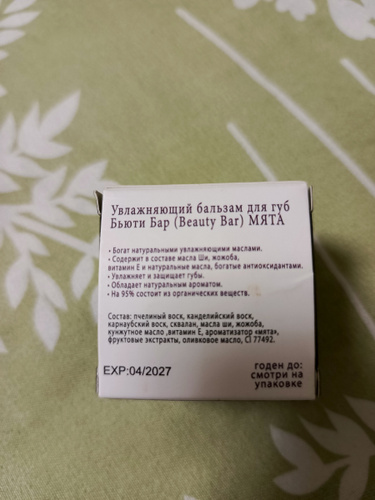 Увлажняющий бальзам для губ
Бьюти Бар (Beauty Bar) МЯТА
• Богат натуральными увлажняющими маслами.
• Содержит в составе масла Ши, жожоба,
витамин Е и натуральные масла, богатые антиоксидантами.
• Увлажняет и защищает губы.
• Обладает натуральным ароматом.
• На 95% состоит из органических веществ.
Состав: пчелиный воск, канделийский воск,
карнаубский воск, сквалан, масла ши, жожоба,
кунжутное масло ,витамин Е, ароматизатор «мята»,
фруктовые экстракты, оливковое масло, CI 77492.
EXP:04/2027
годен до:
смотри на
упаковке